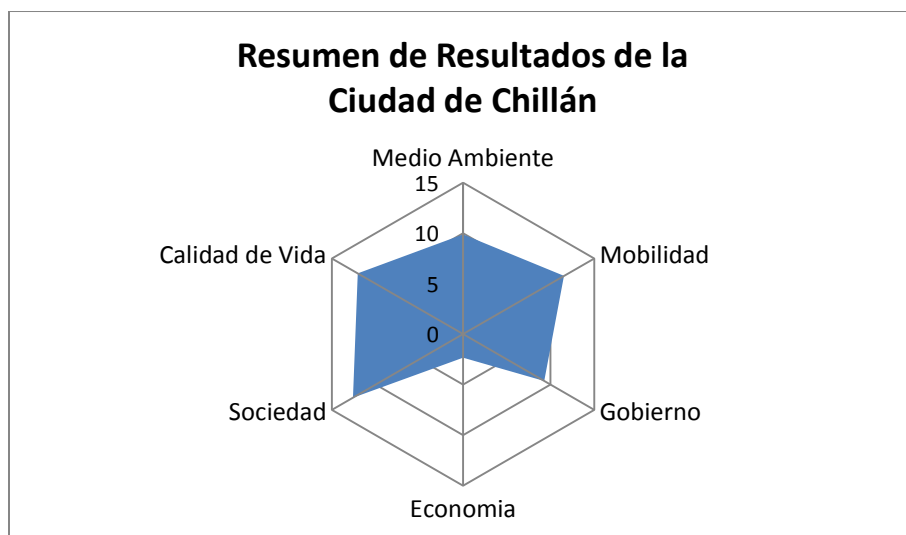 Resumen de Resultados de la
Ciudad de Chillán
Medio Ambiente
15
10
5
0
Calidad de Vida
Mobilidad
Sociedad
Gobierno
Economia